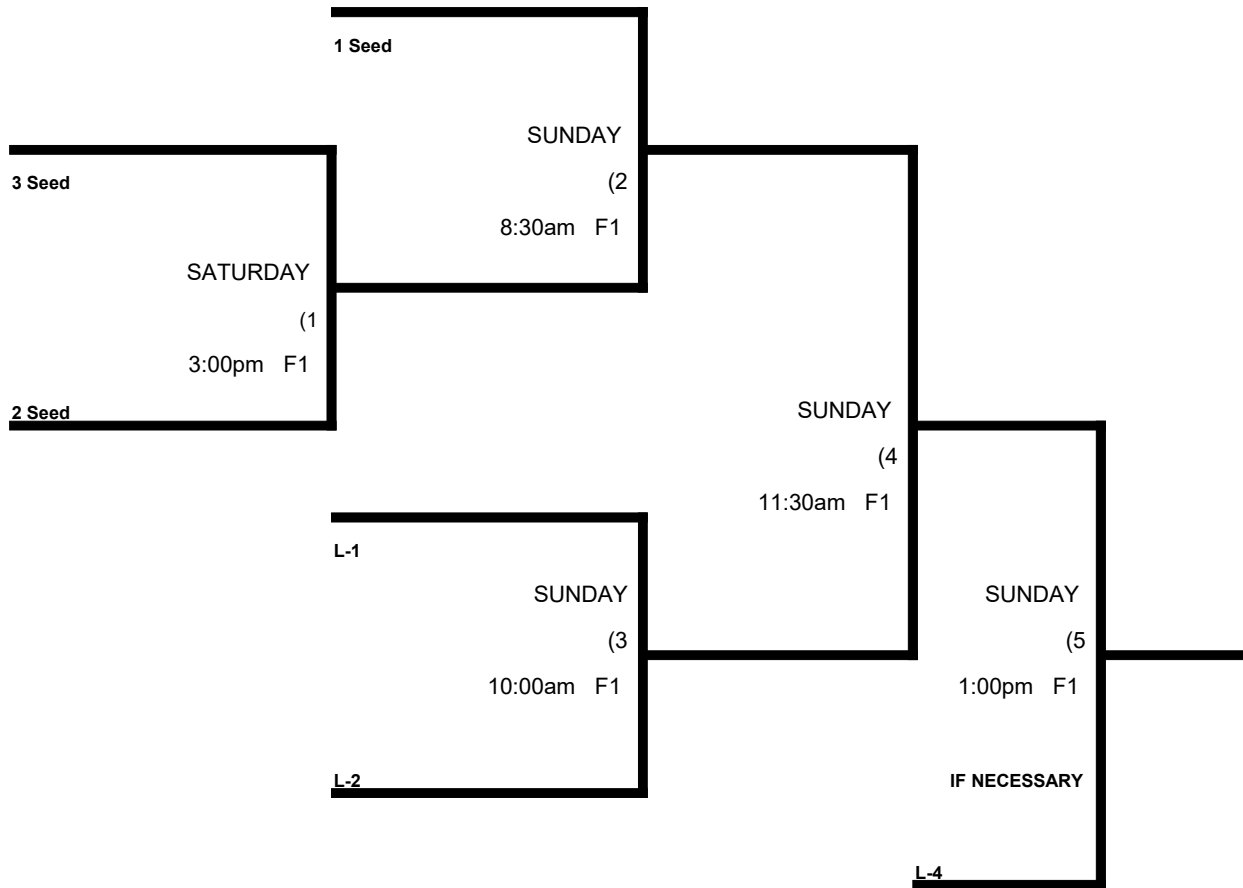 1 Seed
SUNDAY
(2
8:30am F1
3 Seed
SATURDAY
(1
3:00pm F1
2 Seed
SUNDAY
(4
11:30am F1
L-1
SUNDAY
(3
10:00am F1
L-2
SUNDAY
(5
1:00pm F1
IF NECESSARY
L-4